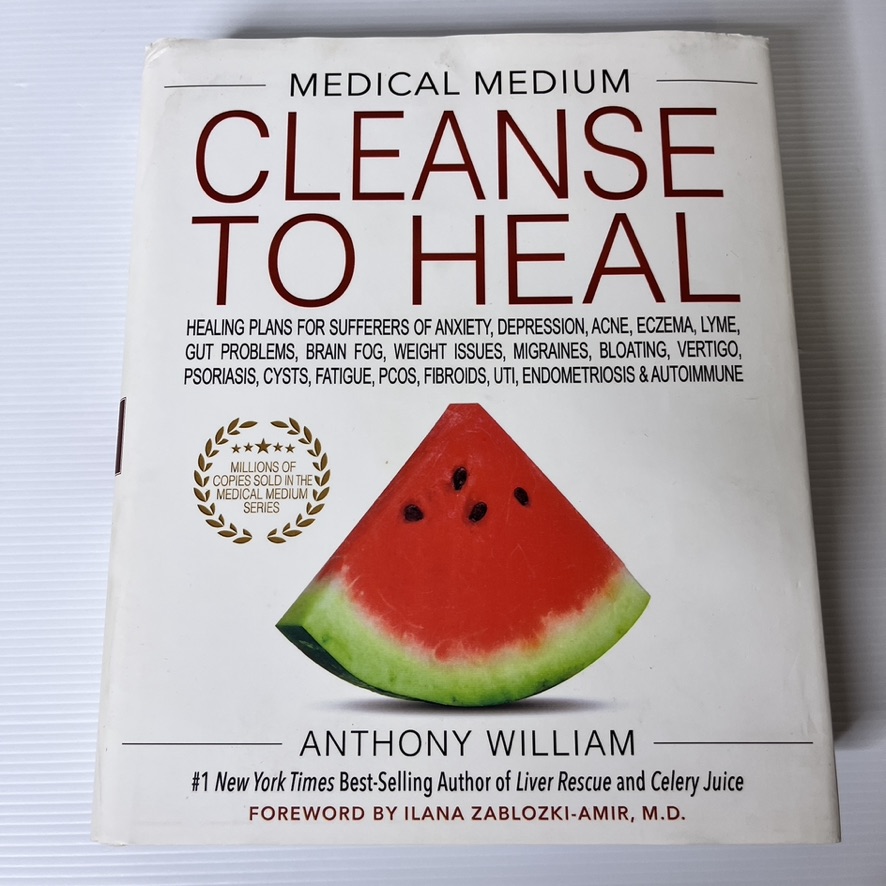 MEDICAL MEDIUM
CLEANSE
TO HEAL
HEALING PLANS FOR SUFFERERS OF ANXIETY, DEPRESSION, ACNE, ECZEMA, LYME,
GUT PROBLEMS, BRAIN FOG, WEIGHT ISSUES, MIGRAINES, BLOATING, VERTIGO,
PSORIASIS, CYSTS, FATIGUE, PCOS, FIBROIDS, UTI, ENDOMETRIOSIS & AUTOIMMUNE
MILLIONS OF
COPIES SOLD IN THE
MEDICAL MEDIUM
SERIES
ANTHONY WILLIAM
#1 New York Times Best-Selling Author of Liver Rescue and Celery Juice
FOREWORD BY ILANA ZABLOZKI-AMIR, M.D.